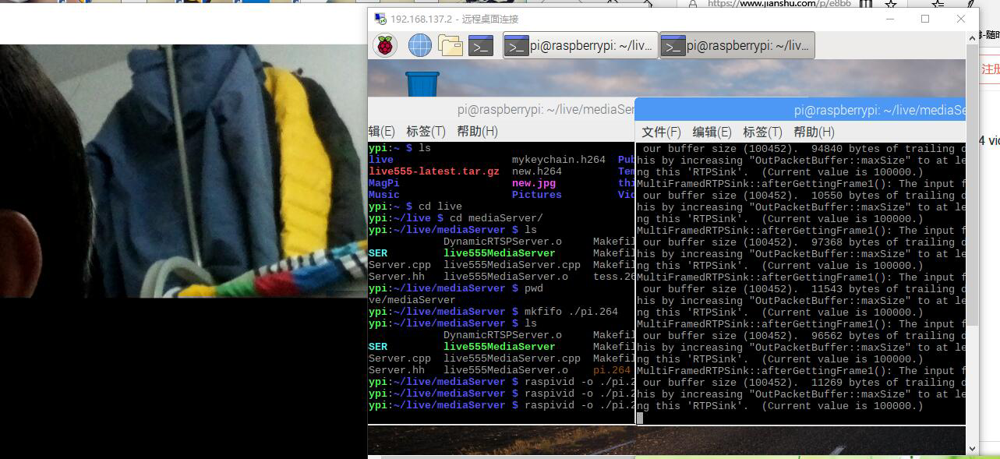 https://www.jianshu.com/p/e8b6
192.168.137.2 - 远程桌面连接
pi@raspberrypi: ~/liv...
pi@raspberrypi: ~/liv...
注册
4 vi
pi@raspberrypi: ~/live/mediaSer
辑(E) 标签(T) 帮助(H)
ypi:~ $ ls
live mykeychain.h264 Pub
live555-latest.tar.gz new.h264 Tem
MagPi new.jpg thi
Music Pictures Vid
ypi:~ $ cd live
ypi:~/live $ cd mediaServer/
ypi:~/live/mediaServer $ ls
DynamicRTSPServer.o Makefil
SER live555MediaServer Makefil
Server.cpp live555MediaServer.cpp Makefil
Server.hh live555MediaServer.o tess.26
ypi:~/live/mediaServer $ pwd
ve/mediaServer
ypi:~/live/mediaServer $ mkfifo ./pi.264
ypi:~/live/mediaServer $ ls
DynamicRTSPServer.o Makefil
SER live555MediaServer Makefil
Server.cpp live555MediaServer.cpp Makefil
Server.hh live555MediaServer.o pi.264
ypi:~/live/mediaServer $ raspivid -o ./pi.2
ypi:~/live/mediaServer $ raspivid -o ./pi.2
ypi:~/live/mediaServer $ raspivid -o ./pi.2
pi@raspberrypi: ~/live/mediaSe
文件(F) 编辑(E) 标签(T) 帮助(H)
our buffer size (100452). 94840 bytes of trailing d
his by increasing "OutPacketBuffer::maxSize" to at le
ng this 'RTPSink'. (Current value is 100000.)
MultiFramedRTPSink::afterGettingFrame1(): The input f
our buffer size (100452). 10550 bytes of trailing d
his by increasing "OutPacketBuffer::maxSize" to at le
ng this 'RTPSink'. (Current value is 100000.)
MultiFramedRTPSink::afterGettingFrame1(): The input f
our buffer size (100452). 97368 bytes of trailing d
his by increasing "OutPacketBuffer::maxSize" to at le
ng this 'RTPSink'. (Current value is 100000.)
MultiFramedRTPSink::afterGettingFrame1(): The input f
our buffer size (100452). 11543 bytes of trailing d
his by increasing "OutPacketBuffer::maxSize" to at le
ng this 'RTPSink'. (Current value is 100000.)
MultiFramedRTPSink::afterGettingFrame1(): The input f
our buffer size (100452). 96562 bytes of trailing d
his by increasing "OutPacketBuffer::maxSize" to at le
ng this 'RTPSink'. (Current value is 100000.)
MultiFramedRTPSink::afterGettingFrame1(): The input f
our buffer size (100452). 11269 bytes of trailing d
his by increasing "OutPacketBuffer::maxSize" to at le
ng this 'RTPSink'. (Current value is 100000.)